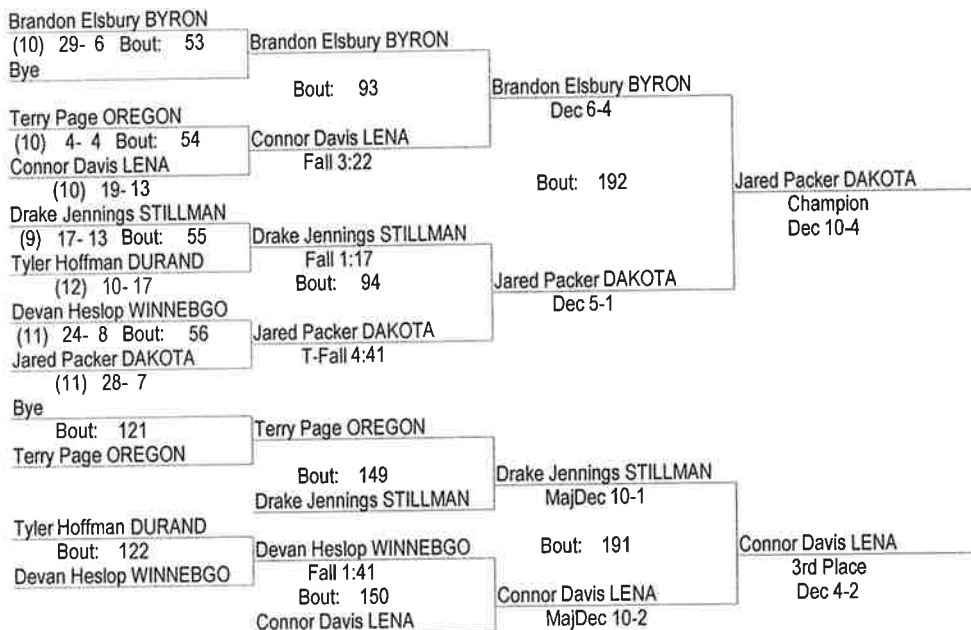 Brandon Elsbury BYRON
(10) 29- 6 Bout: 53
Bye
Brandon Elsbury BYRON
Bout: 93
Terry Page OREGON
(10) 4- 4 Bout: 54
Connor Davis LENA
(10) 19- 13
Connor Davis LENA
Fall 3:22
Brandon Elsbury BYRON
Dec 6-4
Bout: 192
Drake Jennings STILLMAN
(9) 17- 13 Bout: 55
Tyler Hoffman DURAND
(12) 10- 17
Drake Jennings STILLMAN
Fall 1:17
Bout: 94
Devan Heslop WINNEBGO
(11) 24- 8 Bout: 56
Jared Packer DAKOTA
(11) 28- 7
Jared Packer DAKOTA
T-Fall 4:41
Jared Packer DAKOTA
Dec 5-1
Jared Packer DAKOTA
Champion
Dec 10-4
Bye
Bout: 121
Terry Page OREGON
Terry Page OREGON
Bout: 149
Drake Jennings STILLMAN
Drake Jennings STILLMAN
MajDec 10-1
Bout: 191
Tyler Hoffman DURAND
Bout: 122
Devan Heslop WINNEBGO
Devan Heslop WINNEBGO
Fall 1:41
Bout: 150
Connor Davis LENA
Connor Davis LENA
MajDec 10-2
Connor Davis LENA
3rd Place
Dec 4-2